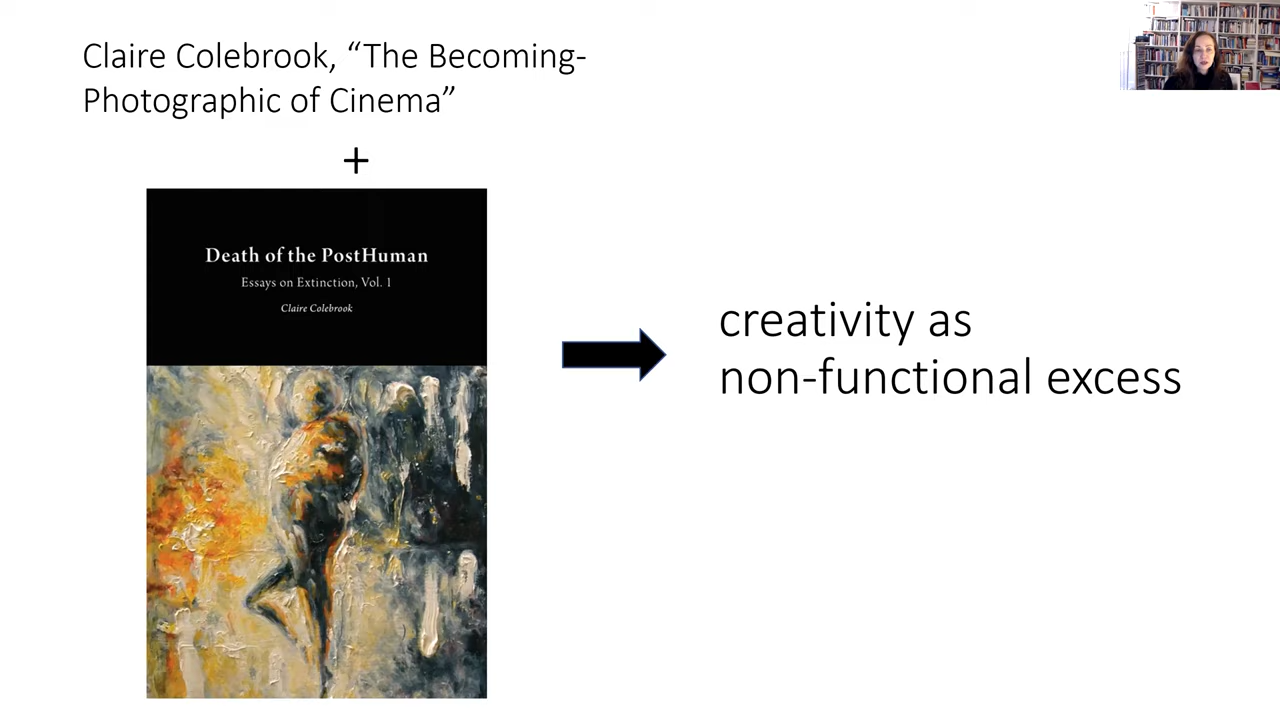 Claire Colebrook, “The Becoming-
Photographic of Cinema”
+
Death of the PostHuman
Essays on Extinction, Vol. 1
Claire Colebrook
creativity as
non-functional excess